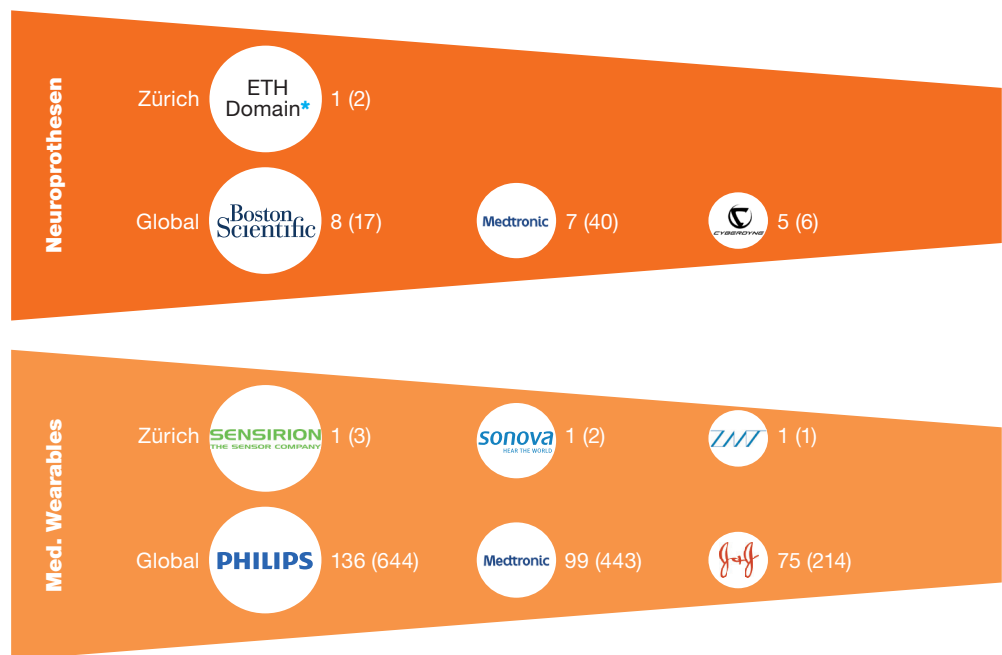 Neuroprothesen
Zürich
ETH
Domain*
1 (2)
Global
Boston
Scientific
8 (17)
Medtronic
7 (40)
CYBERDYNE
5 (6)
Med. Wearables
Zürich
SENSIRION
THE SENSOR COMPANY
1 (3)
sonova
HEAR THE WORLD
1 (2)
1 (1)
Global
PHILIPS
136 (644)
Medtronic
99 (443)
J&J
75 (214)